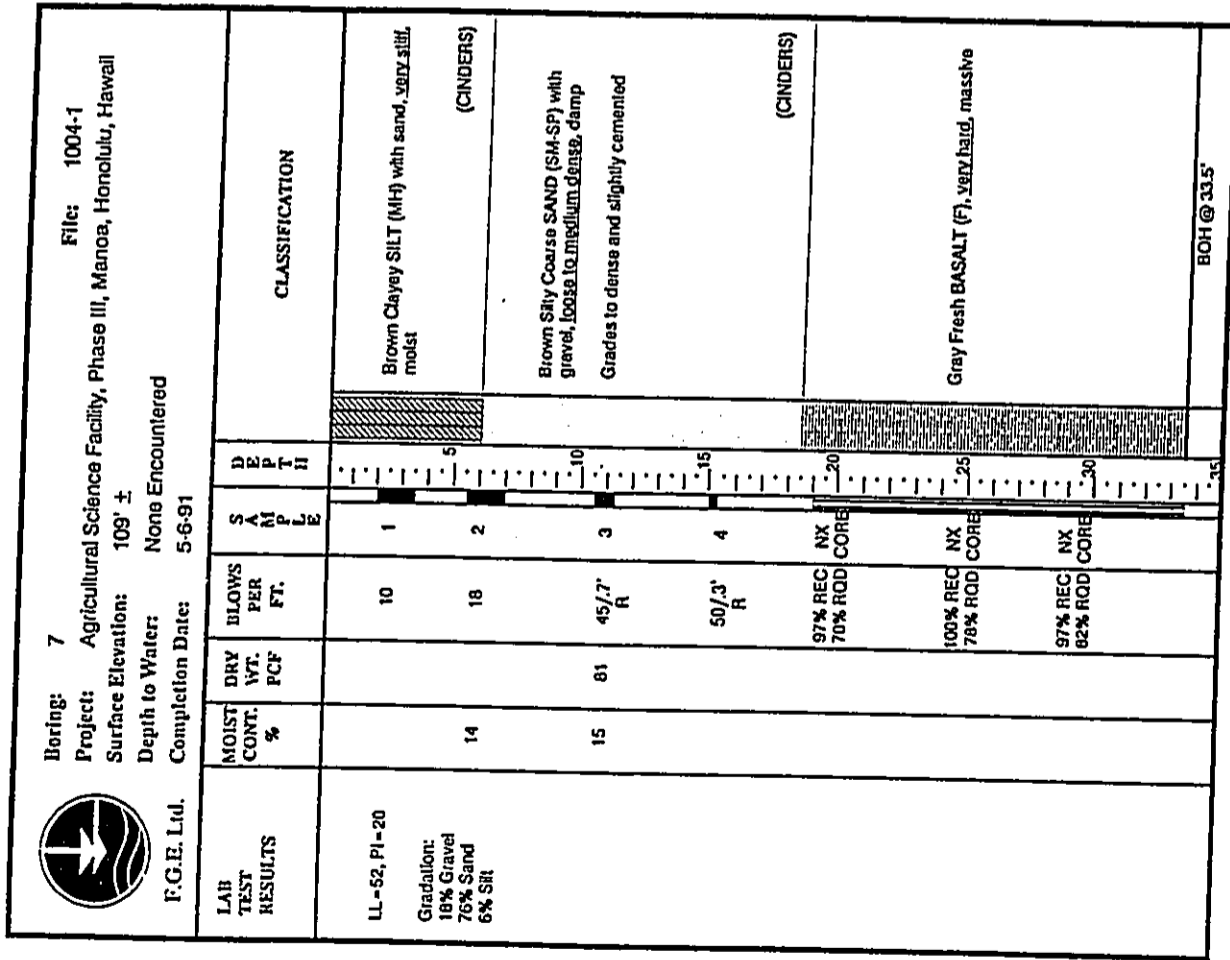 F.G.E. Ltd.
Boring: 7
File: 1004-1
Project: Agricultural Science Facility, Phase III, Manoa, Honolulu, Hawaii
Surface Elevation: 109' ±
Depth to Water: None Encountered
Completion Date: 5-6-91
LAB
TEST
RESULTS
MOIST
CONT.
%
DRY
WT.
PCF
BLOWS
PER
FT.
SAMPLE
DEPTH
CLASSIFICATION
LL=52, PI=20
10
1
Brown Clayey SILT (MH) with sand, very stiff,
moist
(CINDERS)
5
Gradation:
18% Gravel
76% Sand
6% Silt
14
18
2
Brown Silty Coarse SAND (SM-SP) with
gravel, loose to medium dense, damp
10
15
81
45/.7'
R
3
Grades to dense and slightly cemented
15
50/.3'
R
4
(CINDERS)
20
97% REC
70% RQD
NX
CORE
25
100% REC
78% RQD
NX
CORE
Gray Fresh BASALT (F), very hard, massive
30
97% REC
82% RQD
NX
CORE
BOH @ 33.5'
35